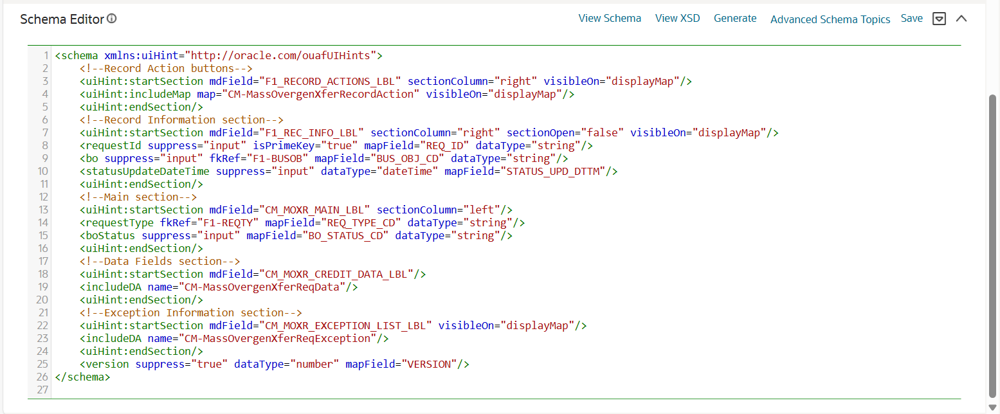 Schema Editor
View Schema View XSD Generate Advanced Schema Topics Save
1 <schema xmlns:uiHint="http://oracle.com/ouafUIHints">
2 <!--Record Action buttons-->
3 <uiHint:startSection mdField="F1_RECORD_ACTIONS_LBL" sectionColumn="right" visibleOn="displayMap"/>
4 <uiHint:includeMap map="CM-MassOvergenXferRecordAction" visibleOn="displayMap"/>
5 <uiHint:endSection/>
6 <!--Record Information section-->
7 <uiHint:startSection mdField="F1_REC_INFO_LBL" sectionColumn="right" sectionOpen="false" visibleOn="displayMap"/>
8 <requestId suppress="input" isPrimeKey="true" mapField="REQ_ID" dataType="string"/>
9 <bo suppress="input" fkRef="F1-BUSOB" mapField="BUS_OBJ_CD" dataType="string"/>
10 <statusUpdateDateTime suppress="input" dataType="dateTime" mapField="STATUS_UPD_DTTM"/>
11 <uiHint:endSection/>
12 <!--Main section-->
13 <uiHint:startSection mdField="CM_MOXR_MAIN_LBL" sectionColumn="left"/>
14 <requestType fkRef="F1-REQTY" mapField="REQ_TYPE_CD" dataType="string"/>
15 <boStatus suppress="input" mapField="BO_STATUS_CD" dataType="string"/>
16 <uiHint:endSection/>
17 <!--Data Fields section-->
18 <uiHint:startSection mdField="CM_MOXR_CREDIT_DATA_LBL"/>
19 <includeDA name="CM-MassOvergenXferReqData"/>
20 <uiHint:endSection/>
21 <!--Exception Information section-->
22 <uiHint:startSection mdField="CM_MOXR_EXCEPTION_LIST_LBL" visibleOn="displayMap"/>
23 <includeDA name="CM-MassOvergenXferReqException"/>
24 <uiHint:endSection/>
25 <version suppress="true" dataType="number" mapField="VERSION"/>
26 </schema>
27